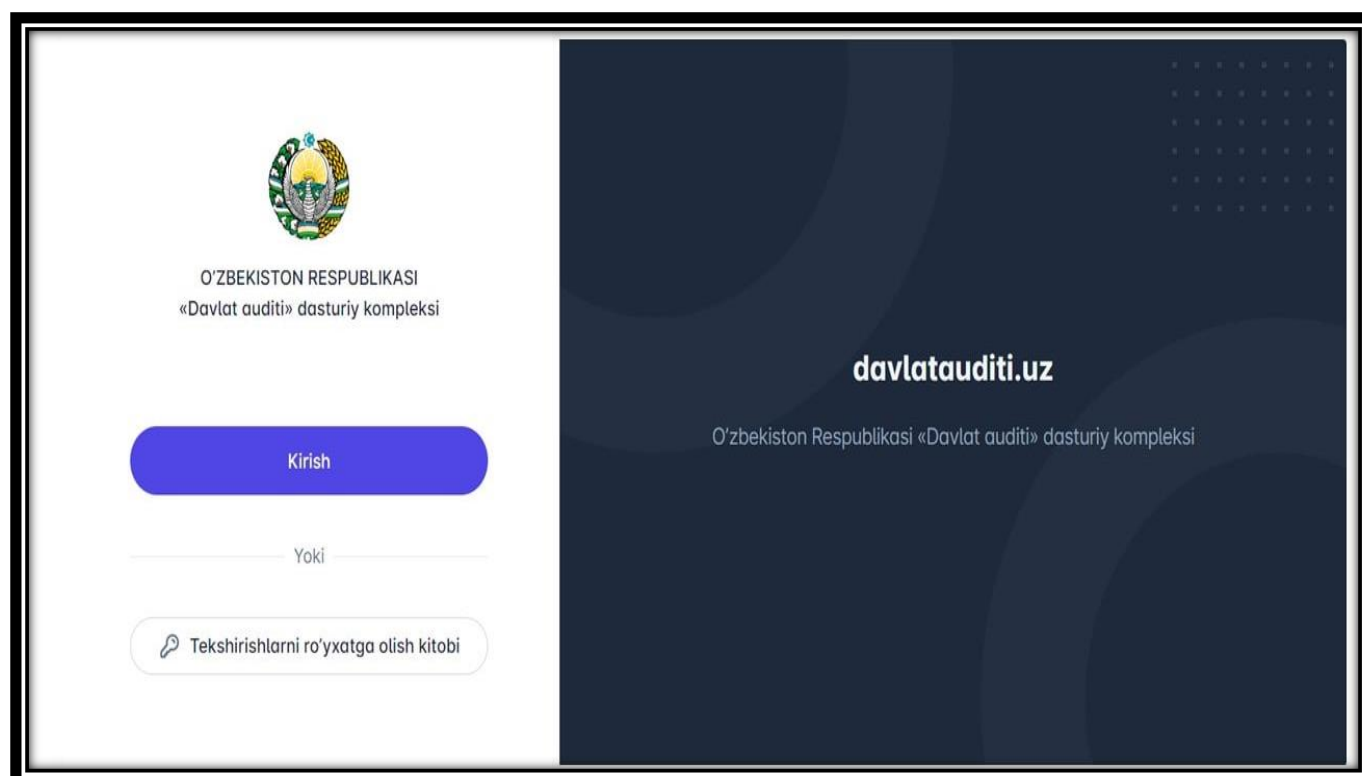 O‘ZBEKISTON RESPUBLIKASI
«Davlat auditi» dasturiy kompleksi
Kirish
Yoki
Tekshirishlarni ro‘yxatga olish kitobi
davlatauditi.uz
O‘zbekiston Respublikasi «Davlat auditi» dasturiy kompleksi